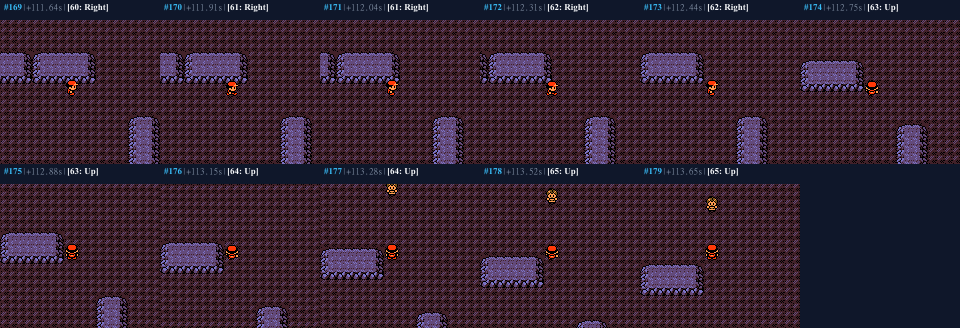 #169|+111.64s|[60: Right]
#170|+111.91s|[61: Right]
#171|+112.04s|[61: Right]
#172|+112.31s|[62: Right]
#173|+112.44s|[62: Right]
#174|+112.75s|[63: Up]
#175|+112.88s|[63: Up]
#176|+113.15s|[64: Up]
#177|+113.28s|[64: Up]
#178|+113.52s|[65: Up]
#179|+113.65s|[65: Up]